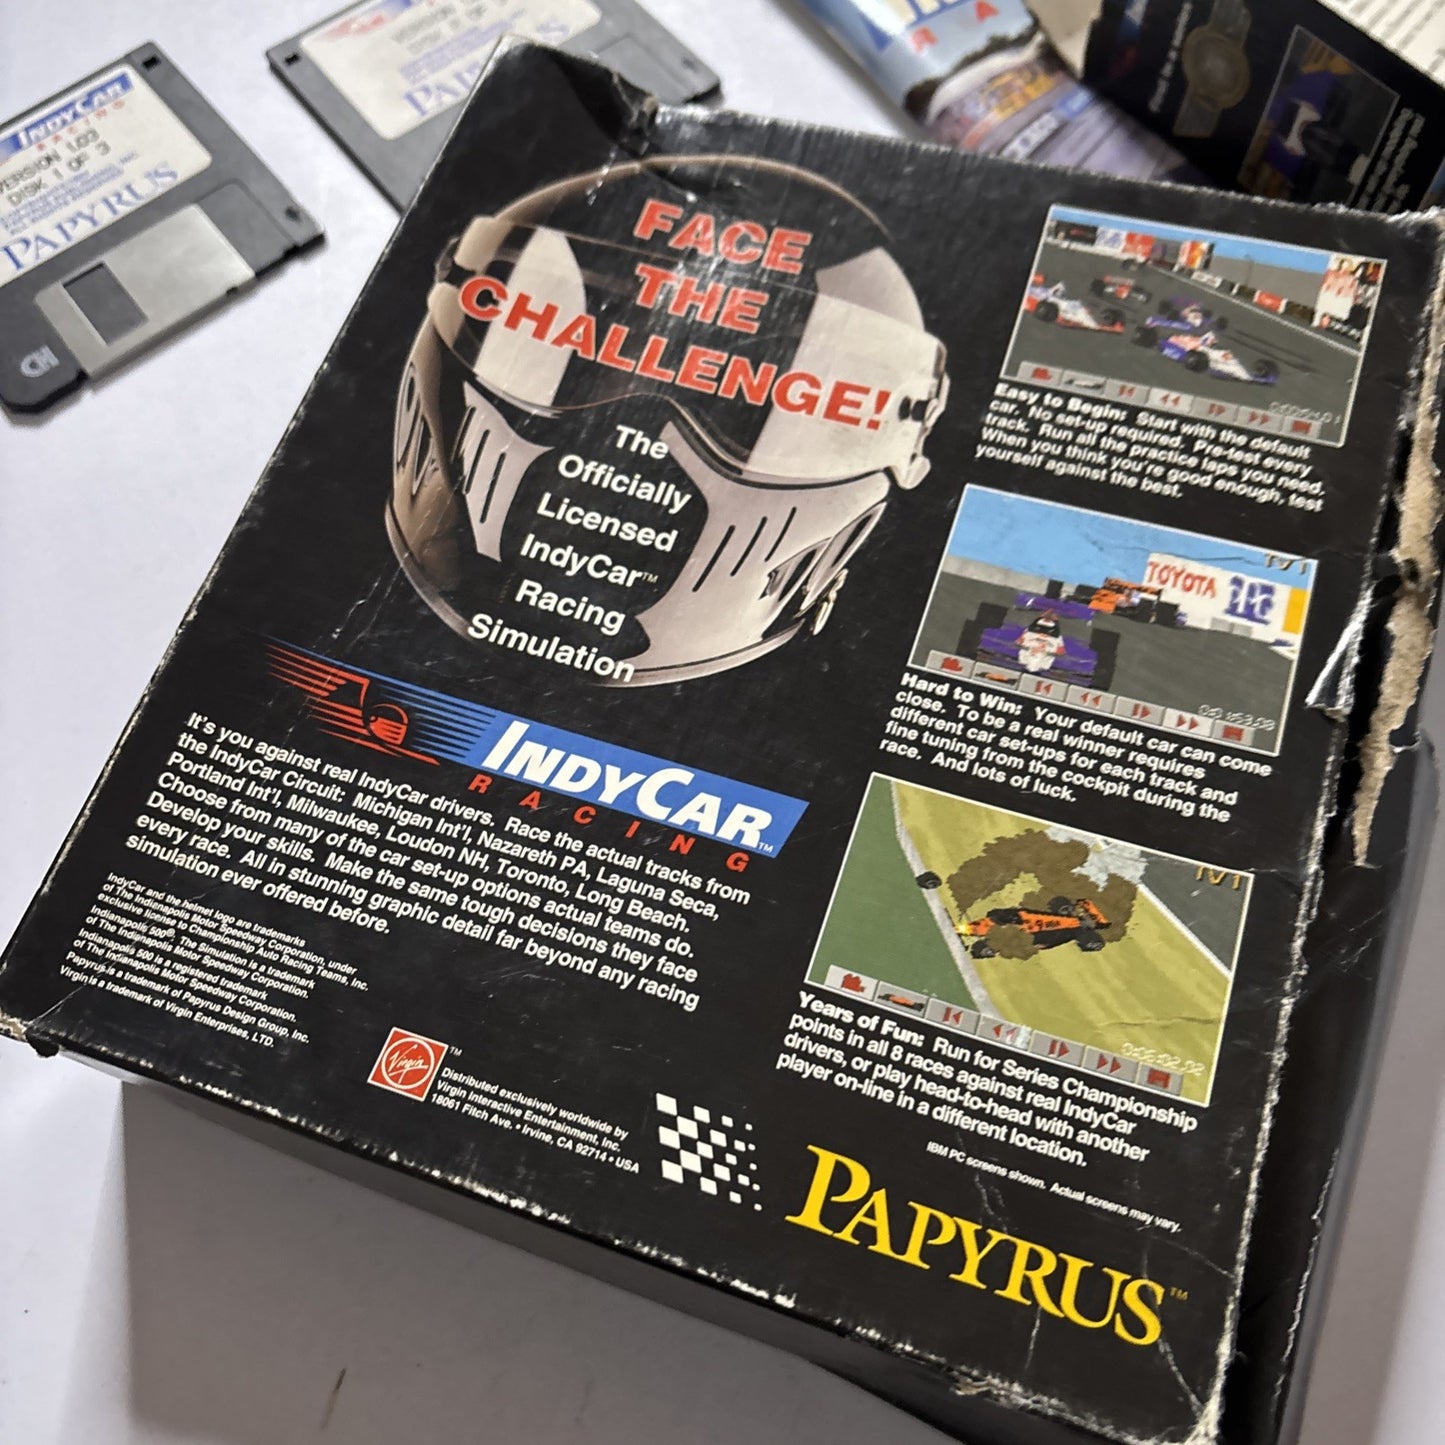 INDYCAR
RACING
VERSION 1.03
DISK 1 OF 3
PAPYRUS
HD
FACE
THE
CHALLENGE!
The
Officially
Licensed
IndyCar™
Racing
Simulation
INDYCAR™
RACING
It's you against real IndyCar drivers. Race the actual tracks from
the IndyCar Circuit: Michigan Int'l, Nazareth PA, Laguna Seca,
Portland Int'l, Milwaukee, Loudon NH, Toronto, Long Beach.
Choose from many of the car set-up options actual teams do.
Develop your skills. Make the same tough decisions they face
every race. All in stunning graphic detail far beyond any racing
simulation ever offered before.
IndyCar and the helmet logo are trademarks
of The Indianapolis Motor Speedway Corporation, under
exclusive license to Championship Auto Racing Teams, Inc.
Indianapolis 500® The Simulation is a trademark
of The Indianapolis Motor Speedway Corporation.
Indianapolis 500 is a registered trademark
of The Indianapolis Motor Speedway Corporation.
Papyrus is a trademark of Papyrus Design Group, Inc.
Virgin is a trademark of Virgin Enterprises, LTD.
Virgin™
Distributed exclusively worldwide by
Virgin Interactive Entertainment, Inc.
18061 Fitch Ave. • Irvine, CA 92714 • USA
Easy to Begin: Start with the default
car. No set-up required. Pre-test every
track. Run all the practice laps you need.
When you think you're good enough, test
yourself against the best.
TOYOTA
Hard to Win: Your default car can come
close. To be a real winner requires
different car set-ups for each track and
fine tuning from the cockpit during the
race. And lots of luck.
Years of Fun: Run for Series Championship
points in all 8 races against real IndyCar
drivers, or play head-to-head with another
player on-line in a different location.
IBM PC screens shown. Actual screens may vary.
PAPYRUS™